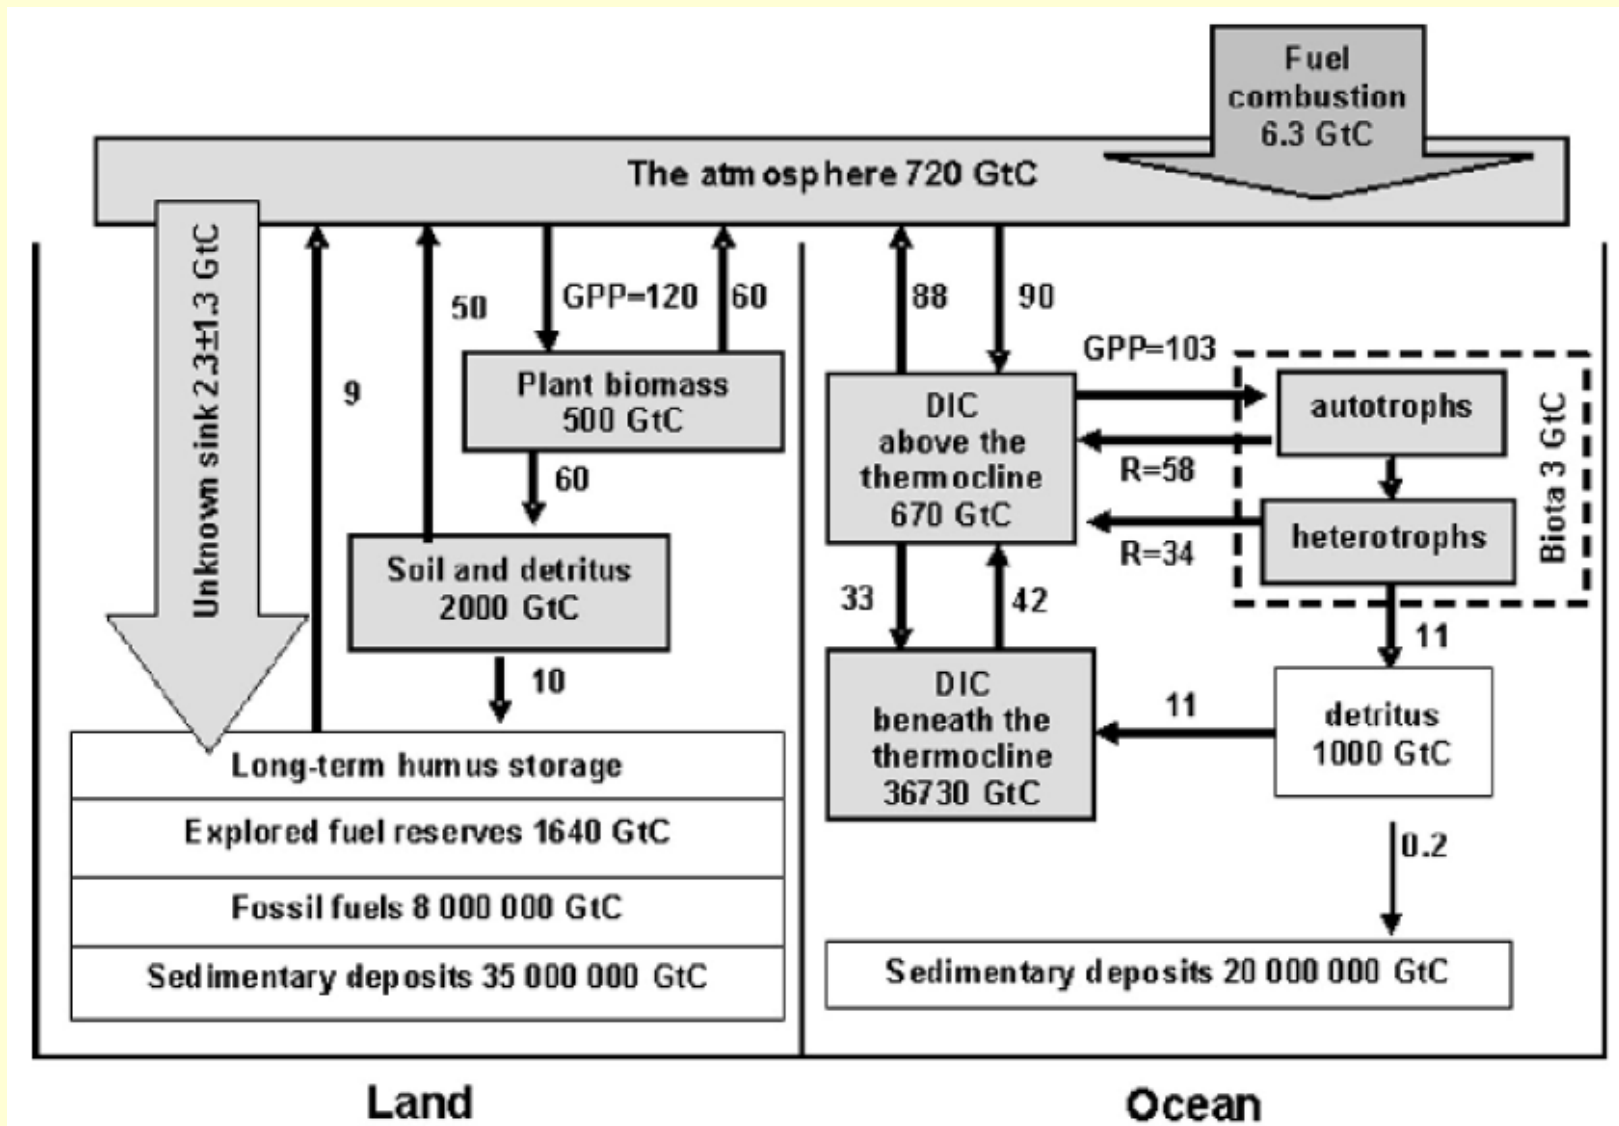 Fuel
combustion
6.3 GtC
The atmosphere 720 GtC
Unknown sink 2.3±1.3 GtC
9
50
GPP=120
60
Plant biomass
500 GtC
60
Soil and detritus
2000 GtC
10
Long-term humus storage
Explored fuel reserves 1640 GtC
Fossil fuels 8 000 000 GtC
Sedimentary deposits 35 000 000 GtC
Land
88
90
GPP=103
DIC
above the
thermocline
670 GtC
autotrophs
R=58
heterotrophs
R=34
Biota 3 GtC
33
42
11
DIC
beneath the
thermocline
36730 GtC
11
detritus
1000 GtC
0.2
Sedimentary deposits 20 000 000 GtC
Ocean